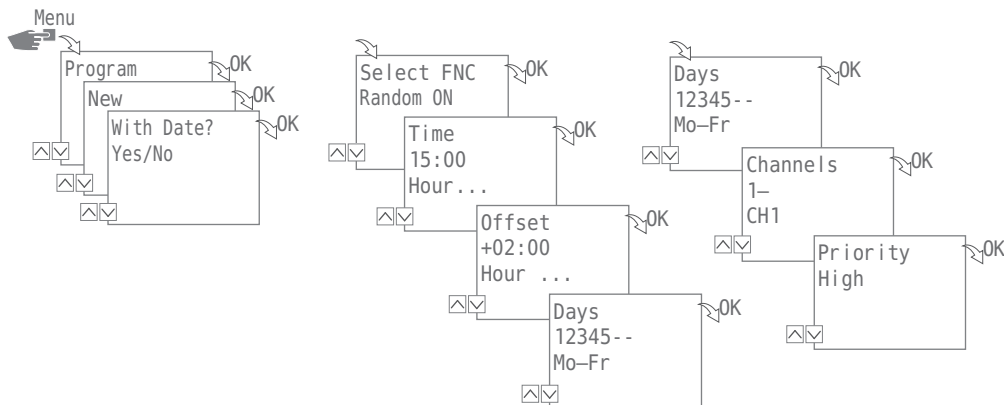 Menu
Program
OK
New
OK
With Date?
OK
Yes/No
Select FNC
OK
Random ON
Time
OK
15:00
Hour...
Offset
OK
+02:00
Hour ...
Days
OK
12345--
Mo–Fr
Days
OK
12345--
Mo–Fr
Channels
OK
1–
CH1
Priority
OK
High